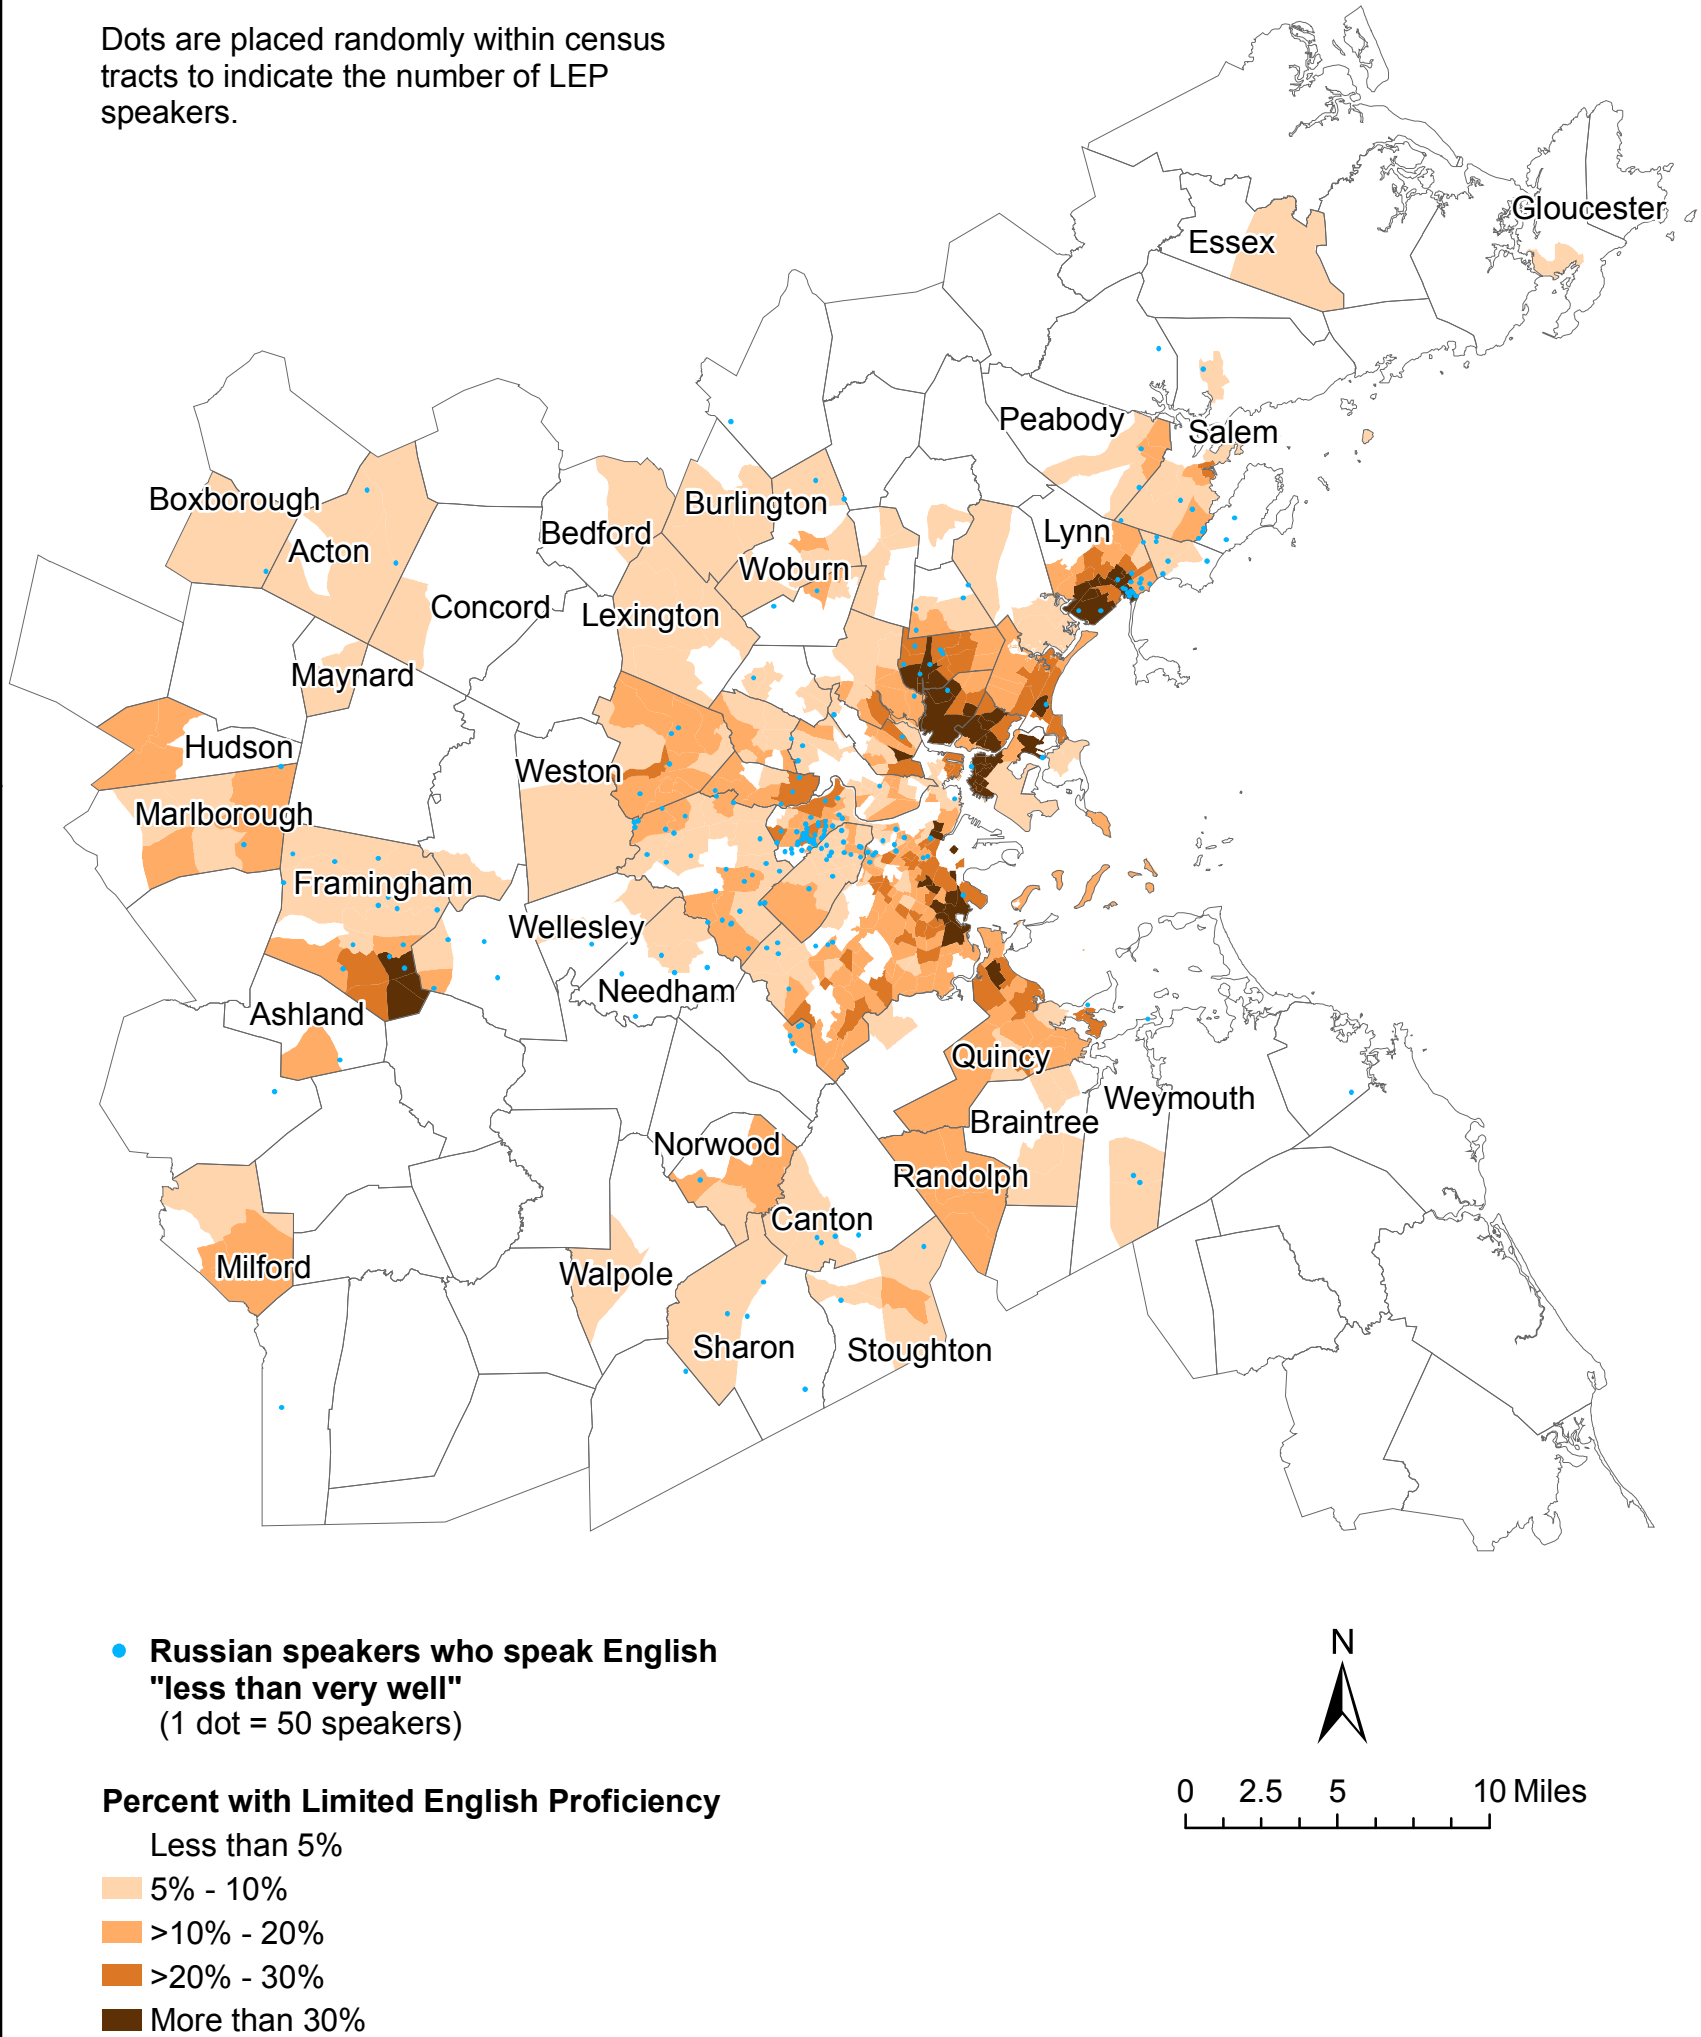 Dots are placed randomly within census
tracts to indicate the number of LEP
speakers.
Gloucester
Essex
Peabody
Salem
Boxborough
Burlington
Bedford
Lynn
Acton
Woburn
Concord
Lexington
Maynard
Hudson
Weston
Marlborough
Framingham
Wellesley
Needham
Ashland
Quincy
Weymouth
Braintree
Norwood
Randolph
Canton
Milford
Walpole
Sharon
Stoughton
Russian speakers who speak English
"less than very well"
(1 dot = 50 speakers)
N
0 2.5 5 10 Miles
Percent with Limited English Proficiency
Less than 5%
5% - 10%
>10% - 20%
>20% - 30%
More than 30%